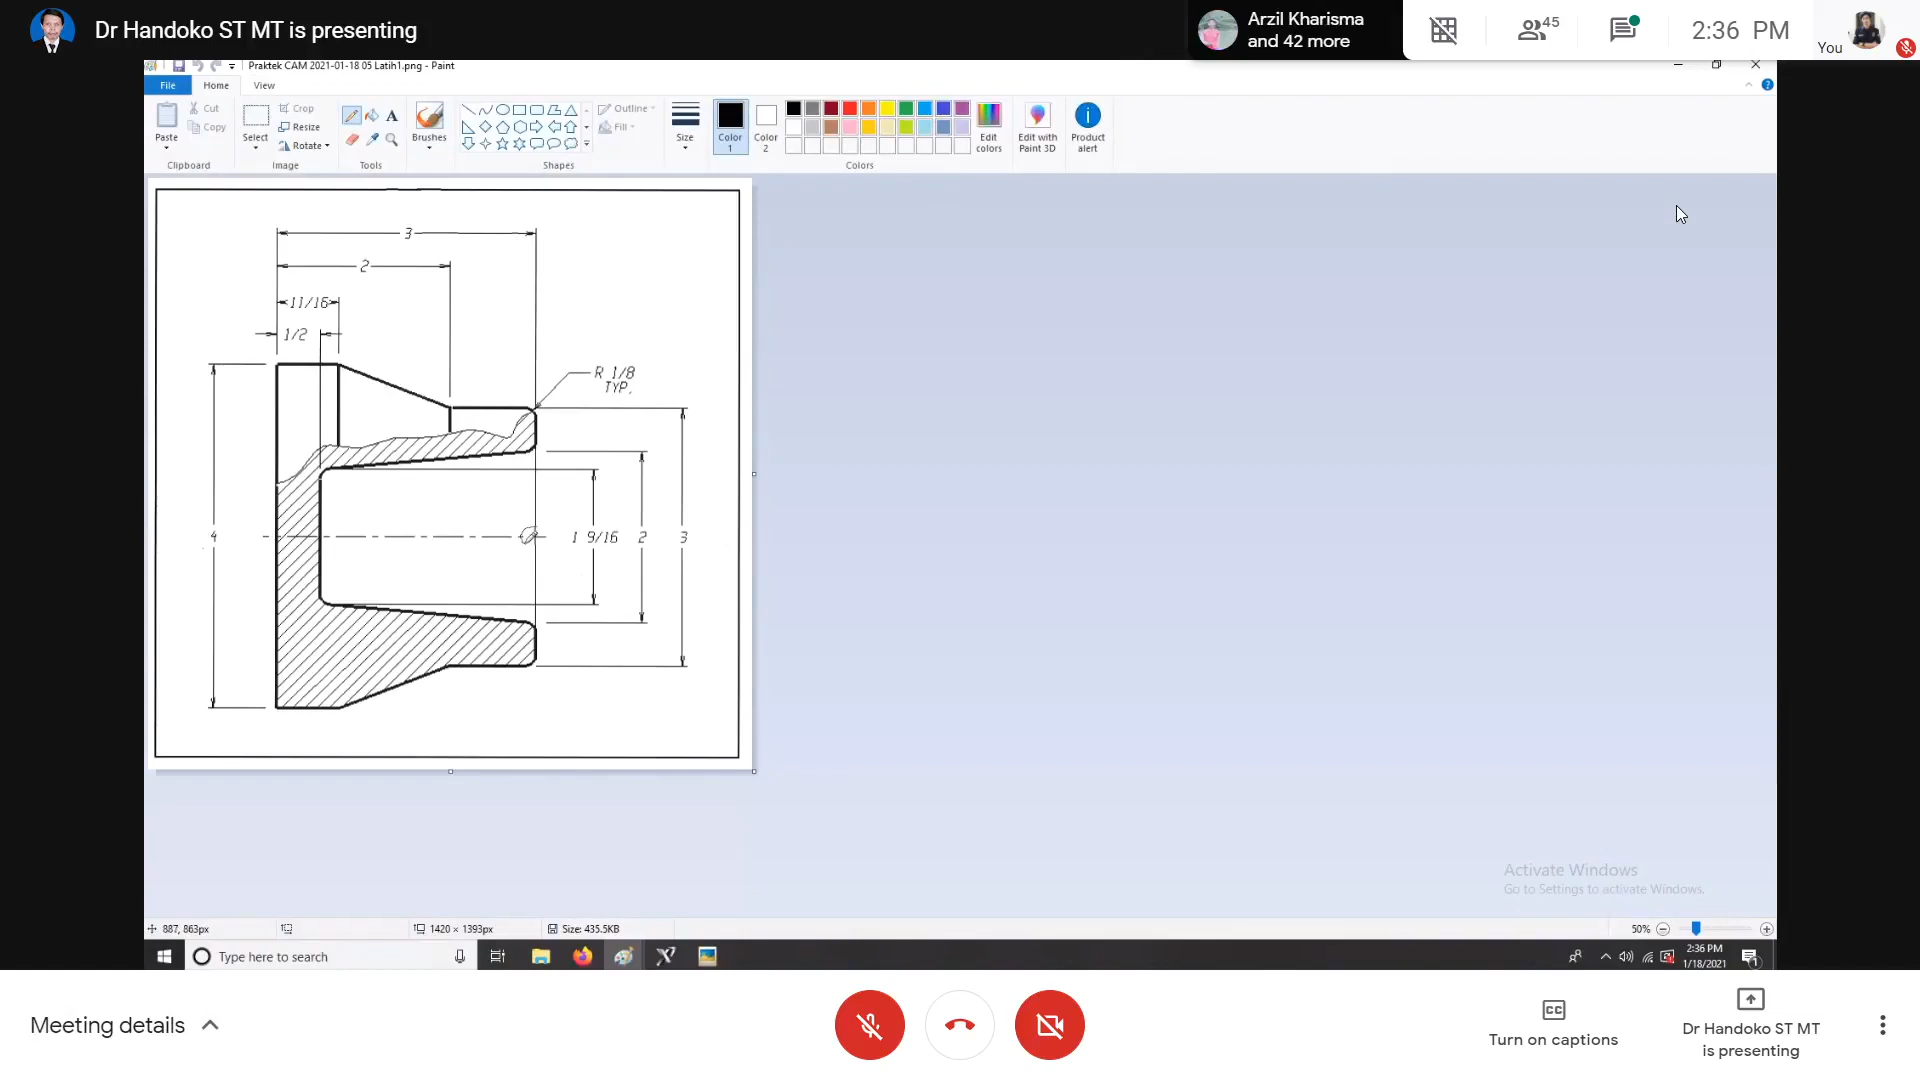 Dr Handoko ST MT is presenting
Arzil Kharisma
and 42 more
45
2:36 PM
You
Praktek CAM 2021-01-18 05 Latih1.png - Paint
File
Home
View
Paste
Cut
Copy
Clipboard
Select
Crop
Resize
Rotate
Image
A
Tools
Brushes
Shapes
Outline
Fill
Size
Color
1
Color
2
Edit
colors
Colors
Edit with
Paint 3D
Product
alert
3
2
11/16
1/2
R 1/8
TYP.
4
1 9/16
2
3
Activate Windows
Go to Settings to activate Windows.
887, 863px
1420 × 1393px
Size: 435.5KB
50%
Type here to search
2:36 PM
1/18/2021
1
Meeting details
CC
Turn on captions
Dr Handoko ST MT
is presenting